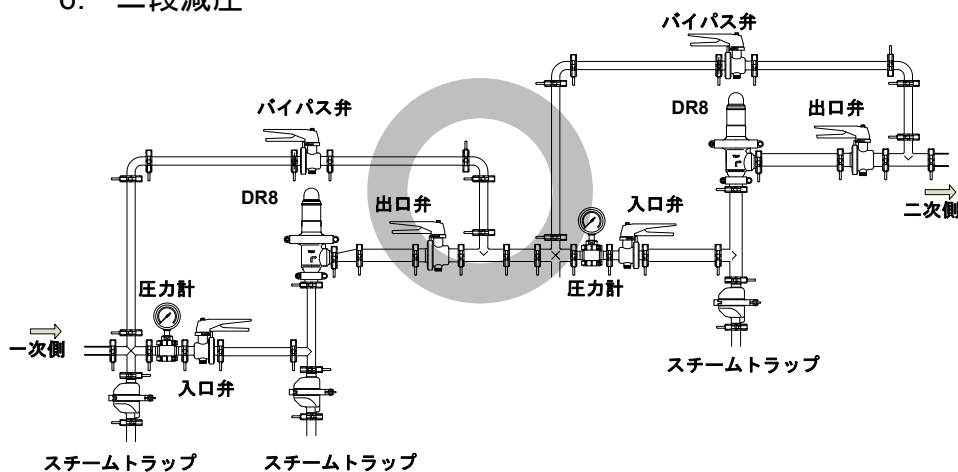 6. 二段減圧
バイパス弁
DR8
出口弁
バイパス弁
DR8
出口弁
入口弁
二次側
圧力計
圧力計
一次側
入口弁
スチームトラップ
スチームトラップ
スチームトラップ